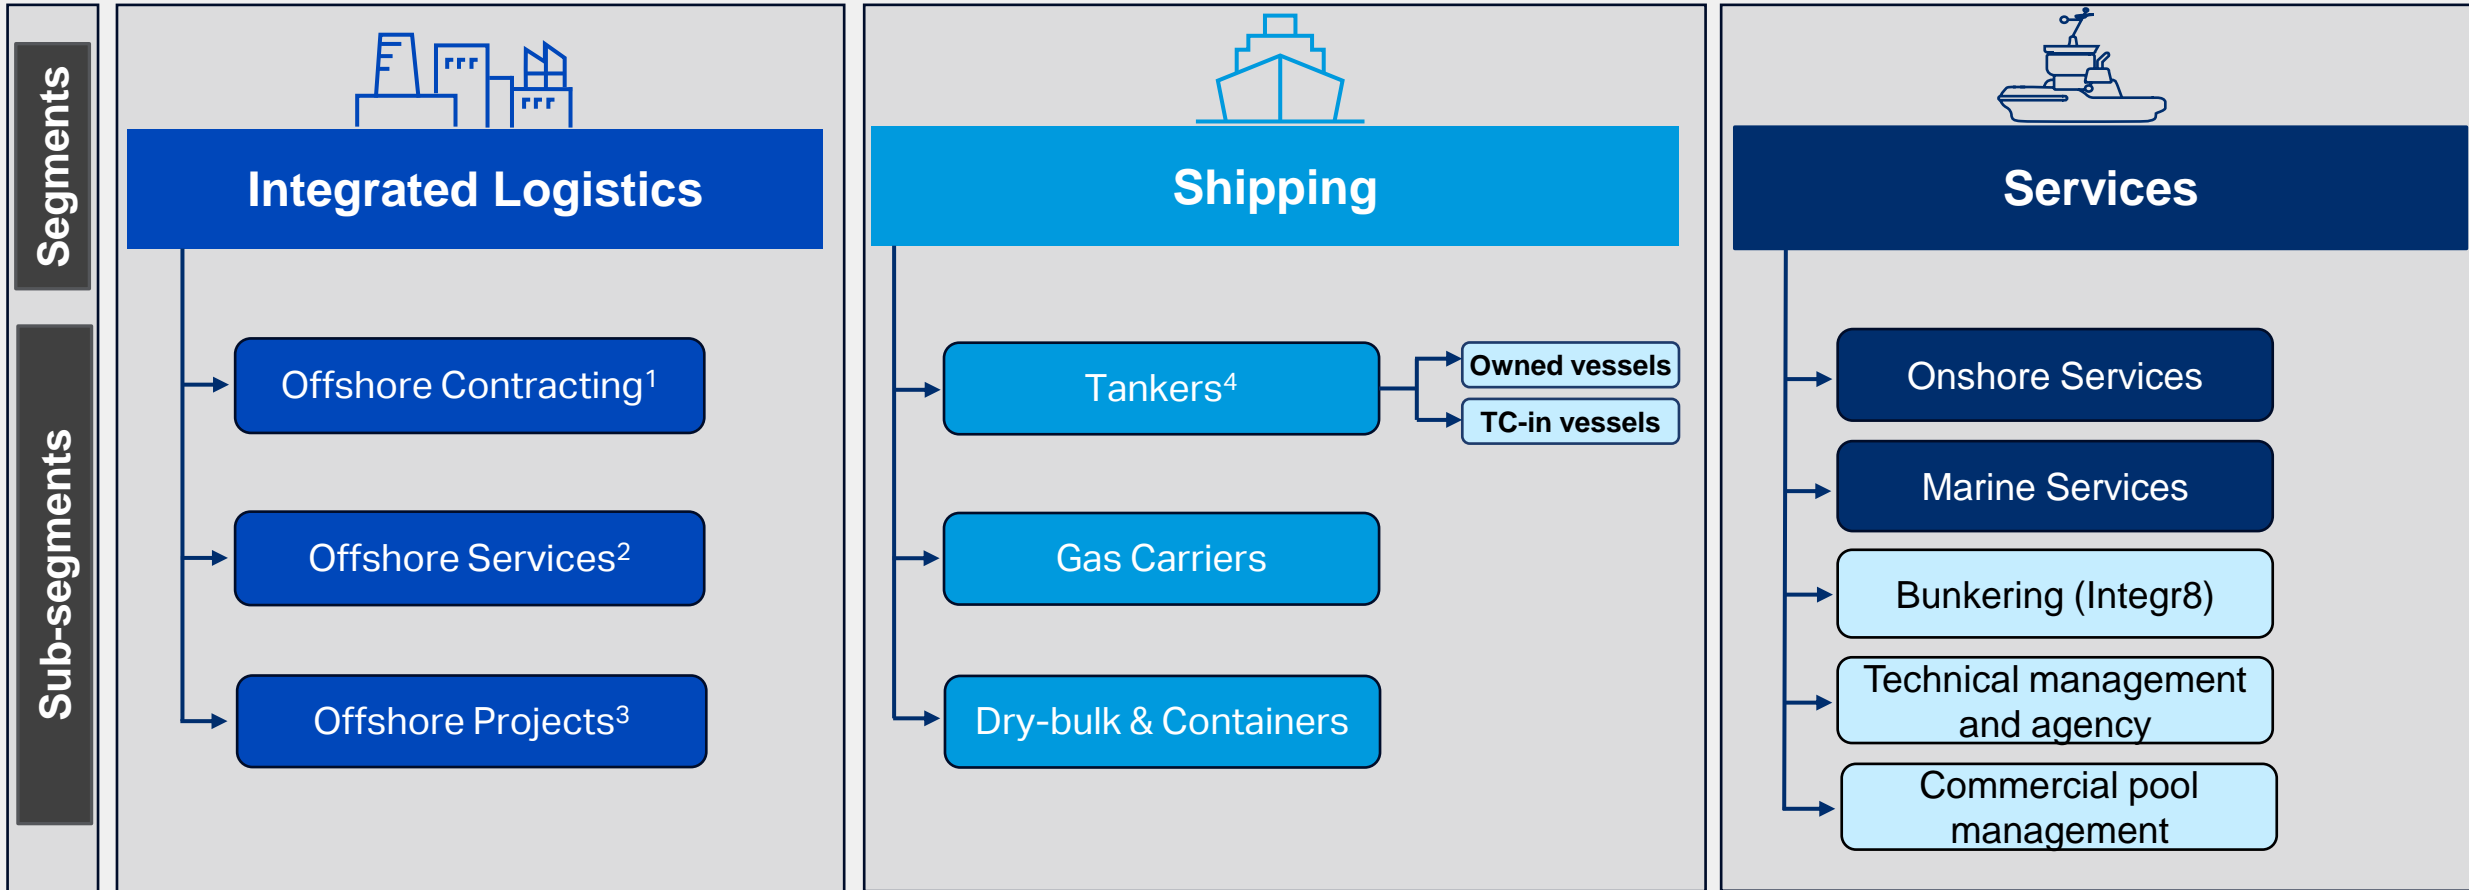 Segments
Sub-segments
Integrated Logistics
Offshore Contracting¹
Offshore Services²
Offshore Projects³
Shipping
Tankers⁴
Owned vessels
TC-in vessels
Gas Carriers
Dry-bulk & Containers
Services
Onshore Services
Marine Services
Bunkering (Integr8)
Technical management
and agency
Commercial pool
management